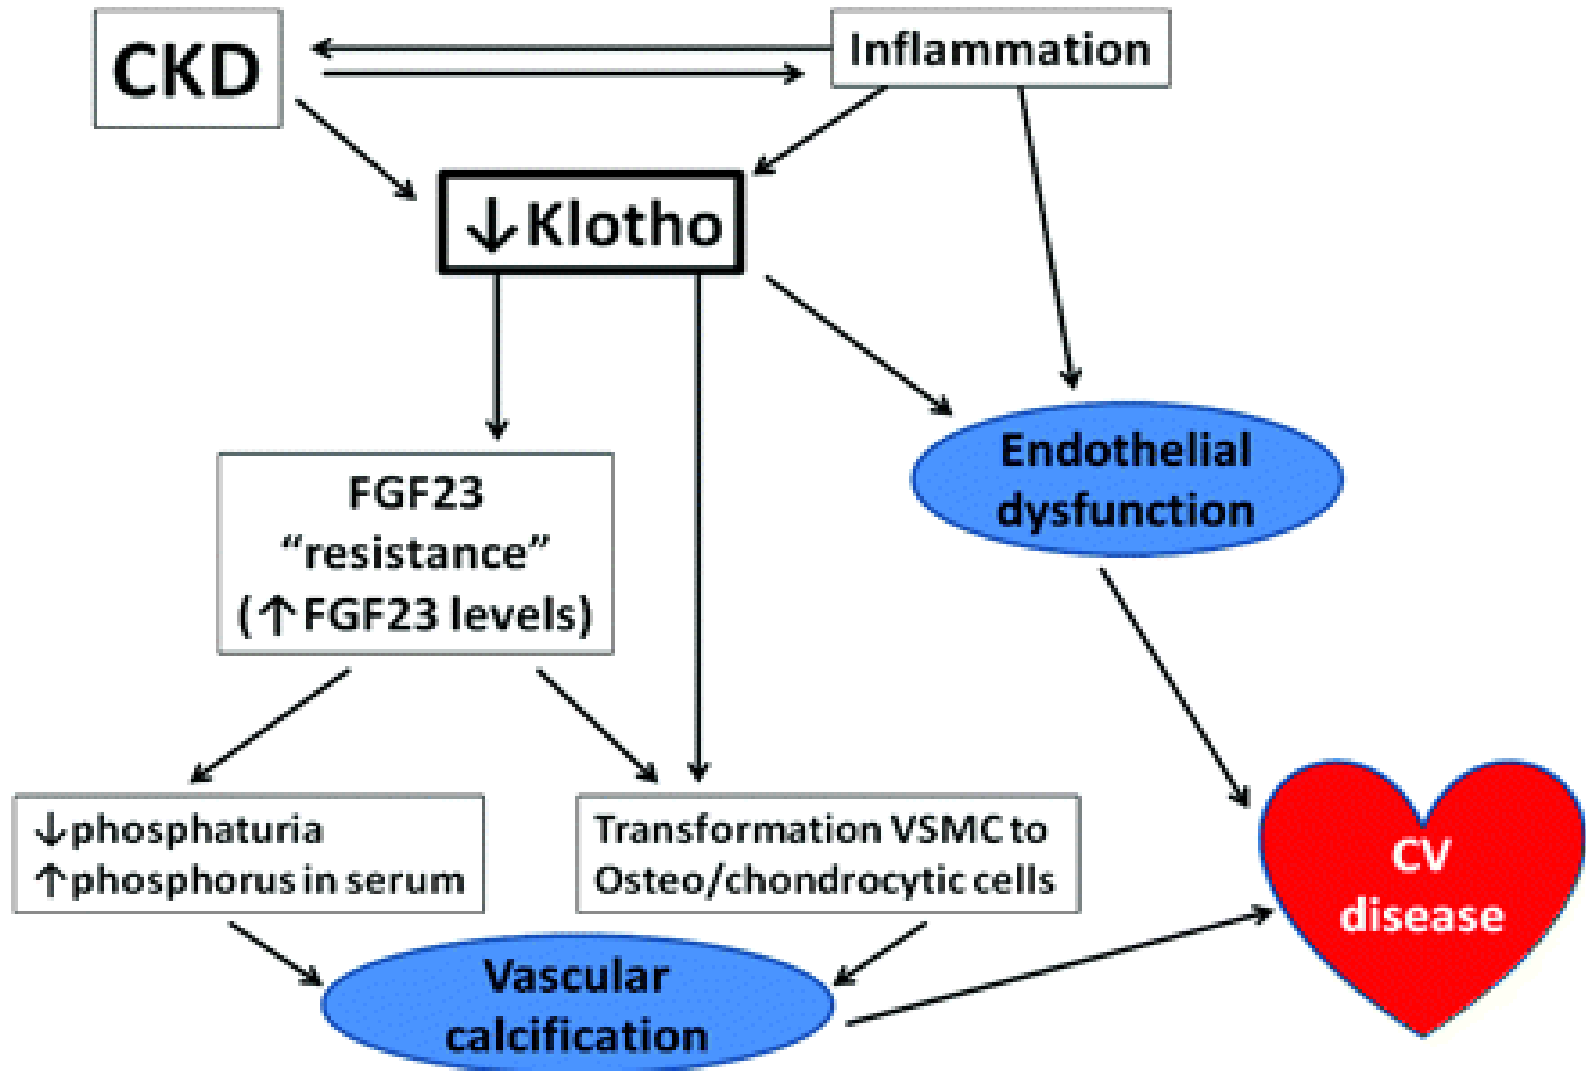 CKD
Inflammation
↓Klotho
Endothelial
dysfunction
FGF23
“resistance”
(↑FGF23 levels)
↓phosphaturia
↑phosphorus in serum
Transformation VSMC to
Osteo/chondrocytic cells
CV
disease
Vascular
calcification